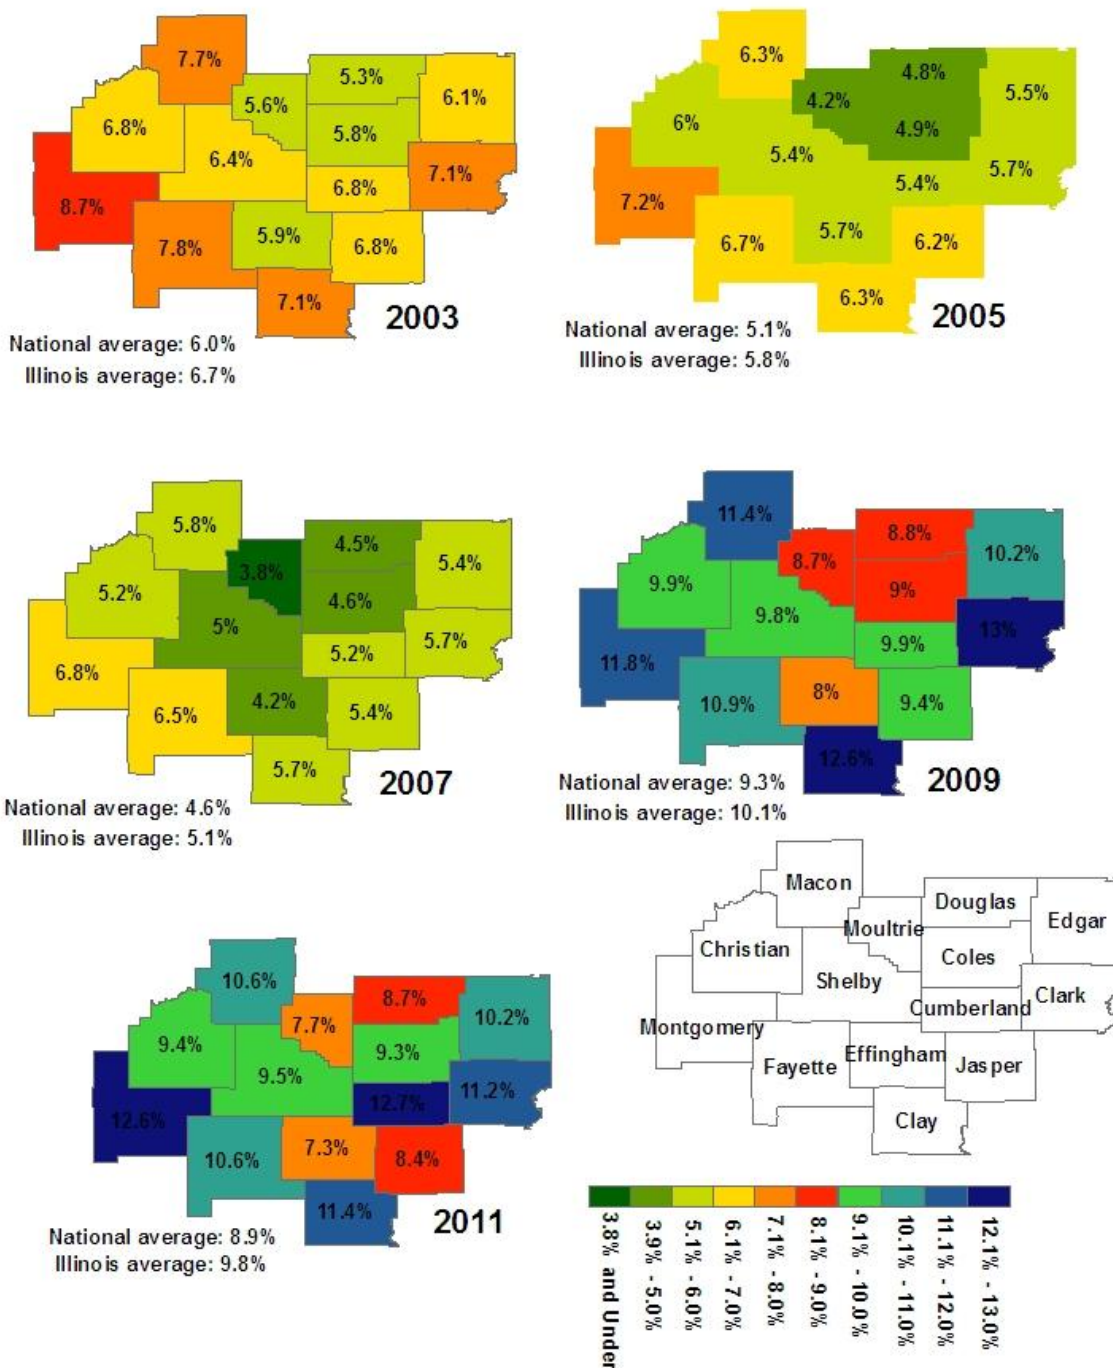 7.7%
5.3%
5.6%
6.1%
6.8%
5.8%
6.4%
6.8%
7.1%
8.7%
7.8%
5.9%
6.8%
7.1%
2003
National average: 6.0%
Illinois average: 6.7%
6.3%
4.8%
4.2%
5.5%
6%
4.9%
5.4%
5.4%
5.7%
7.2%
6.7%
5.7%
6.2%
6.3%
2005
National average: 5.1%
Illinois average: 5.8%
5.8%
4.5%
3.8%
5.4%
5.2%
4.6%
5%
5.2%
5.7%
6.8%
6.5%
4.2%
5.4%
5.7%
2007
National average: 4.6%
Illinois average: 5.1%
11.4%
8.8%
8.7%
10.2%
9.9%
9%
9.8%
9.9%
13%
11.8%
10.9%
8%
9.4%
12.6%
2009
National average: 9.3%
Illinois average: 10.1%
10.6%
8.7%
7.7%
10.2%
9.4%
9.3%
9.5%
12.7%
11.2%
12.6%
10.6%
7.3%
8.4%
11.4%
2011
National average: 8.9%
Illinois average: 9.8%
Macon
Douglas
Moultrie
Edgar
Christian
Coles
Shelby
Cumberland
Clark
Montgomery
Fayette
Effingham
Jasper
Clay
3.8% and Under
3.9% - 5.0%
5.1% - 6.0%
6.1% - 7.0%
7.1% - 8.0%
8.1% - 9.0%
9.1% - 10.0%
10.1% - 11.0%
11.1% - 12.0%
12.1% - 13.0%